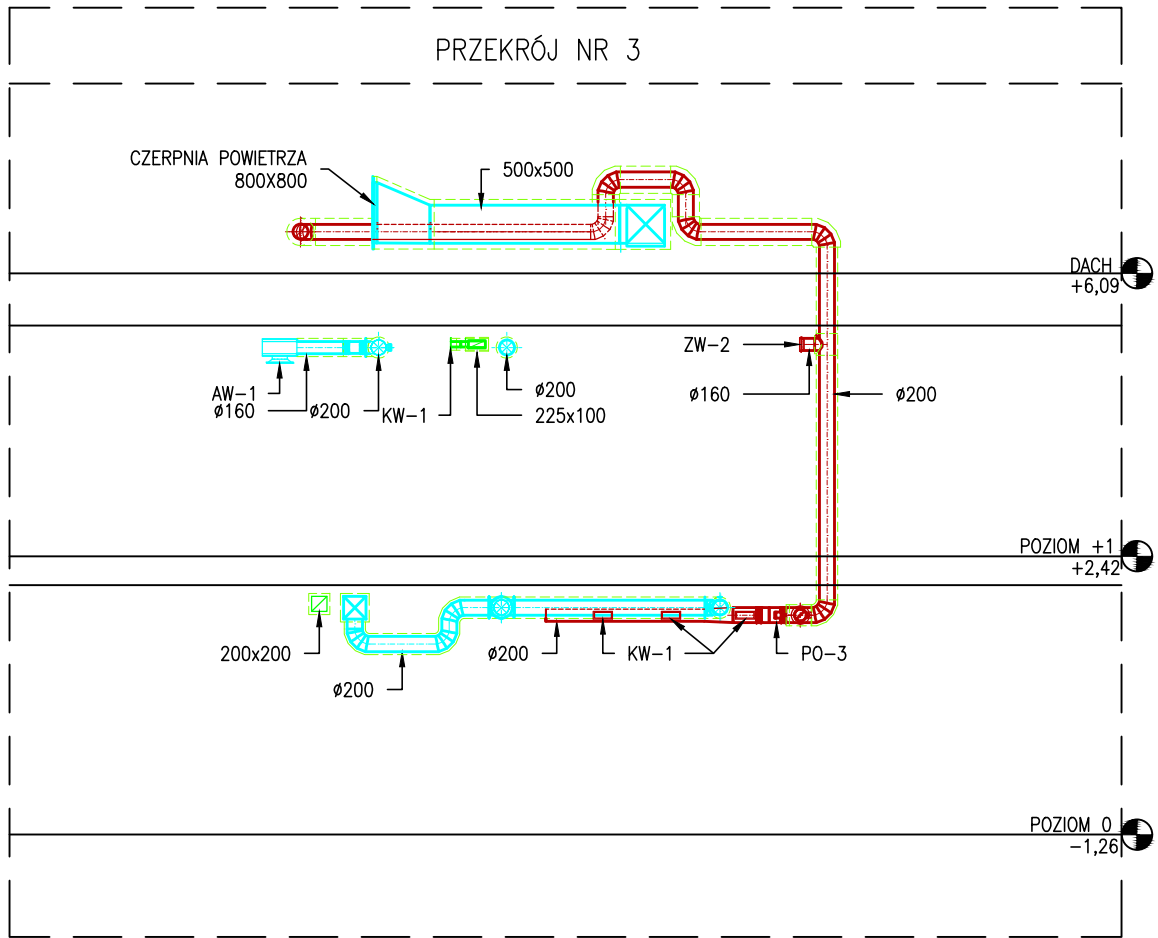 PRZEKRÓJ NR 3
CZERPNIA POWIETRZA
800X800
500x500
DACH
+6,09
ZW-2
AW-1
ø160
ø200
KW-1
ø200
225x100
ø160
ø200
POZIOM +1
+2,42
200x200
ø200
ø200
KW-1
PO-3
POZIOM 0
-1,26